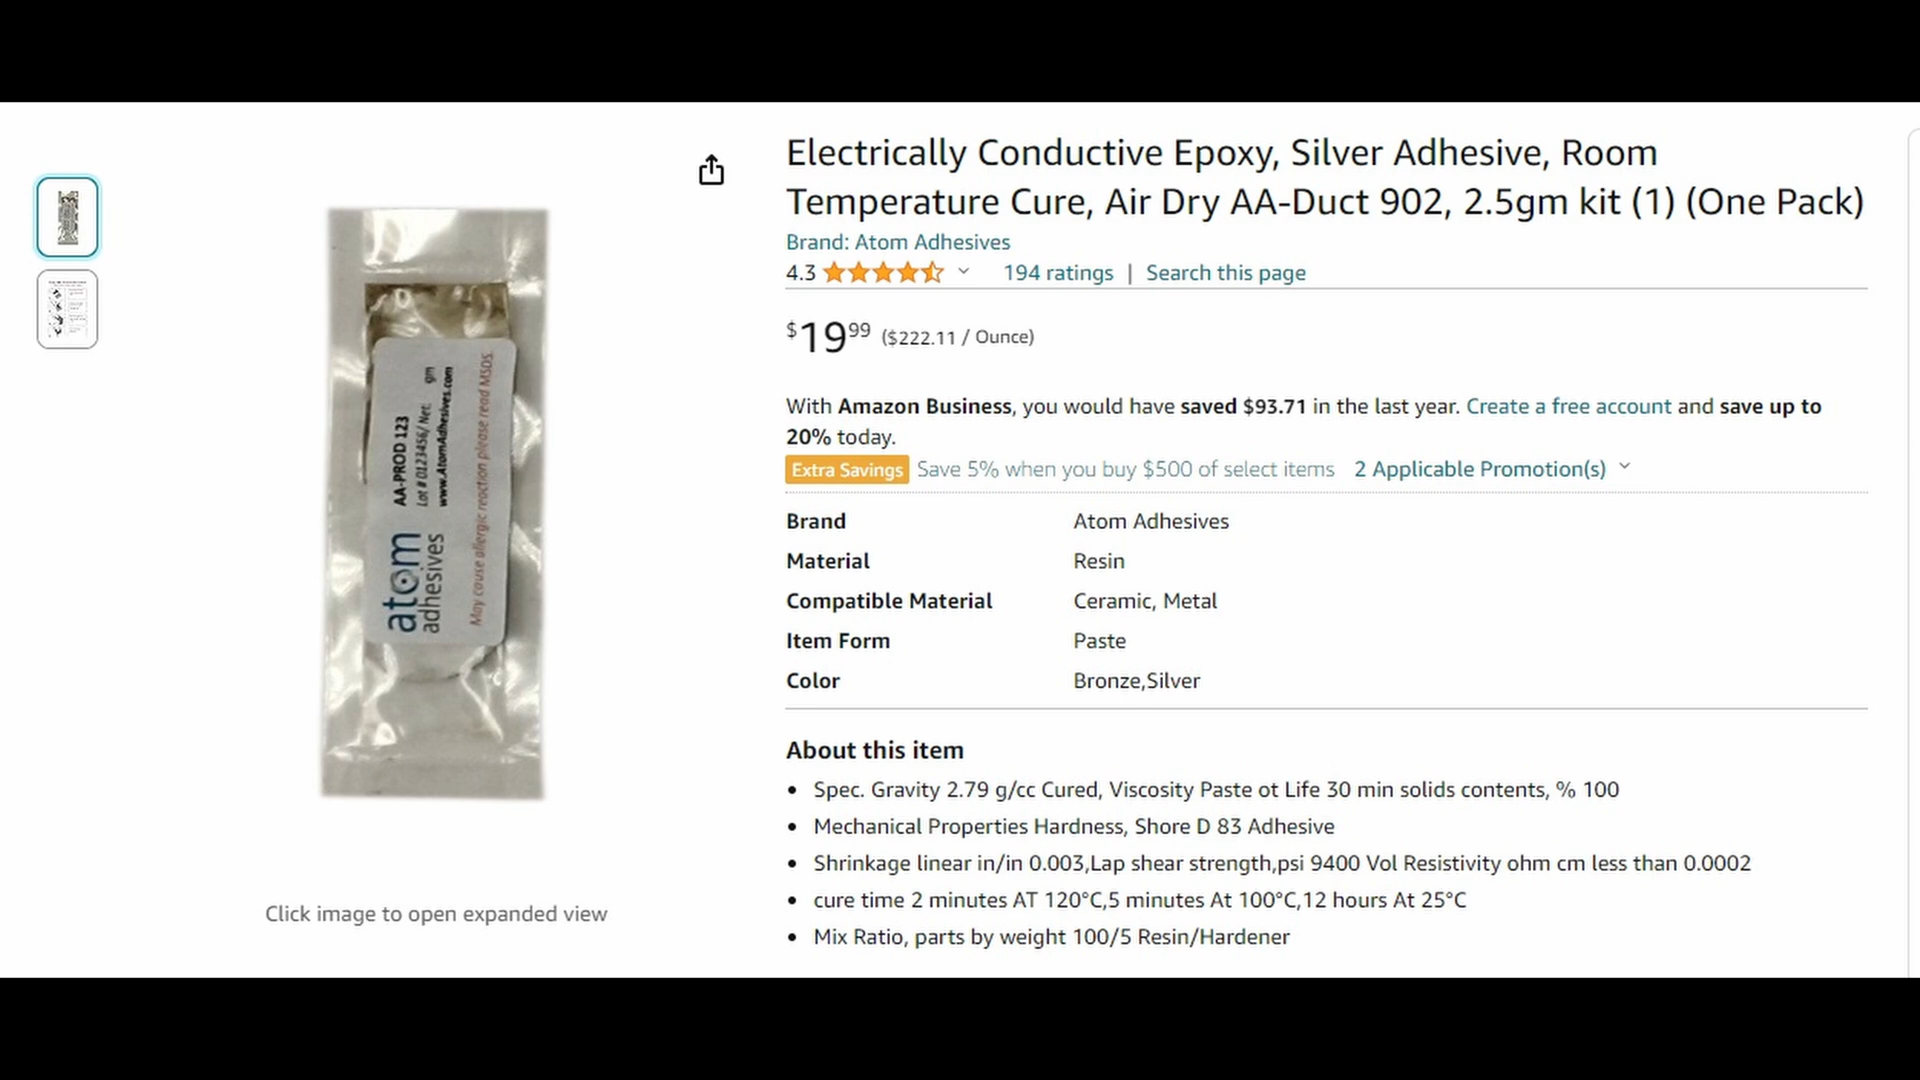 Electrically Conductive Epoxy, Silver Adhesive, Room
Temperature Cure, Air Dry AA-Duct 902, 2.5gm kit (1) (One Pack)
Brand: Atom Adhesives
4.3 194 ratings | Search this page
$19.99 ($222.11 / Ounce)
With Amazon Business, you would have saved $93.71 in the last year. Create a free account and save up to
20% today.
Extra Savings Save 5% when you buy $500 of select items 2 Applicable Promotion(s)
Brand Atom Adhesives
Material Resin
Compatible Material Ceramic, Metal
Item Form Paste
Color Bronze,Silver
About this item
• Spec. Gravity 2.79 g/cc Cured, Viscosity Paste ot Life 30 min solids contents, % 100
• Mechanical Properties Hardness, Shore D 83 Adhesive
• Shrinkage linear in/in 0.003,Lap shear strength,psi 9400 Vol Resistivity ohm cm less than 0.0002
• cure time 2 minutes AT 120°C,5 minutes At 100°C,12 hours At 25°C
• Mix Ratio, parts by weight 100/5 Resin/Hardener
atom
adhesives
AA-PROD 123
Lot # 0123456/ Net: gm
www.AtomAdhesives.com
May cause allergic reaction please read MSDS.
Click image to open expanded view